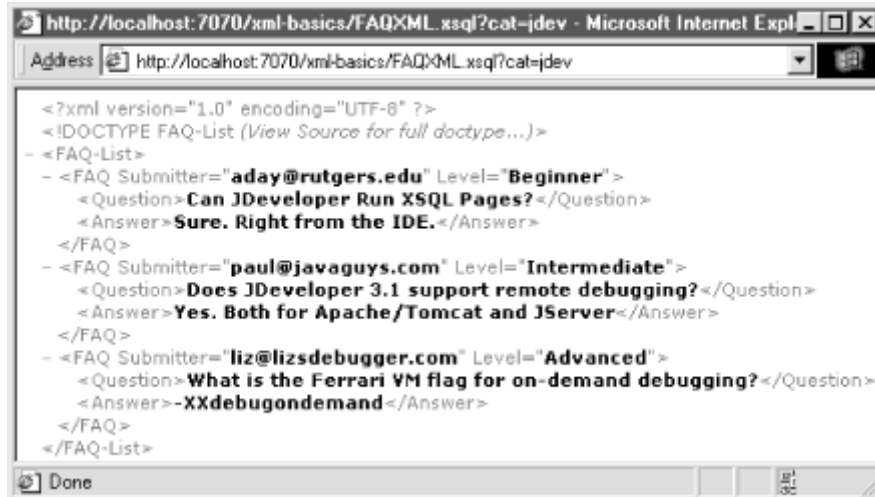 http://localhost:7070/xml-basics/FAQXML.xsql?cat=jdev - Microsoft Internet Expl
Address http://localhost:7070/xml-basics/FAQXML.xsql?cat=jdev
<?xml version="1.0" encoding="UTF-8" ?>
<!DOCTYPE FAQ-List (View Source for full doctype...)>
- <FAQ-List>
- <FAQ Submitter="aday@rutgers.edu" Level="Beginner">
<Question>Can JDeveloper Run XSQL Pages?</Question>
<Answer>Sure. Right from the IDE.</Answer>
</FAQ>
- <FAQ Submitter="paul@javaguys.com" Level="Intermediate">
<Question>Does JDeveloper 3.1 support remote debugging?</Question>
<Answer>Yes. Both for Apache/Tomcat and JServer</Answer>
</FAQ>
- <FAQ Submitter="liz@lizsdebugger.com" Level="Advanced">
<Question>What is the Ferrari VM flag for on-demand debugging?</Question>
<Answer>-XXdebugondemand</Answer>
</FAQ>
</FAQ-List>
Done